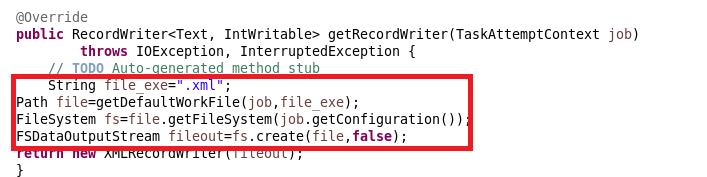 @Override
public RecordWriter<Text, IntWritable> getRecordWriter(TaskAttemptContext job)
throws IOException, InterruptedException {
// TODO Auto-generated method stub
String file_exe=".xml";
Path file=getDefaultWorkFile(job,file_exe);
FileSystem fs=file.getFileSystem(job.getConfiguration());
FSDataOutputStream fileout=fs.create(file,false);
return new XMLRecordWriter(fileout);
}